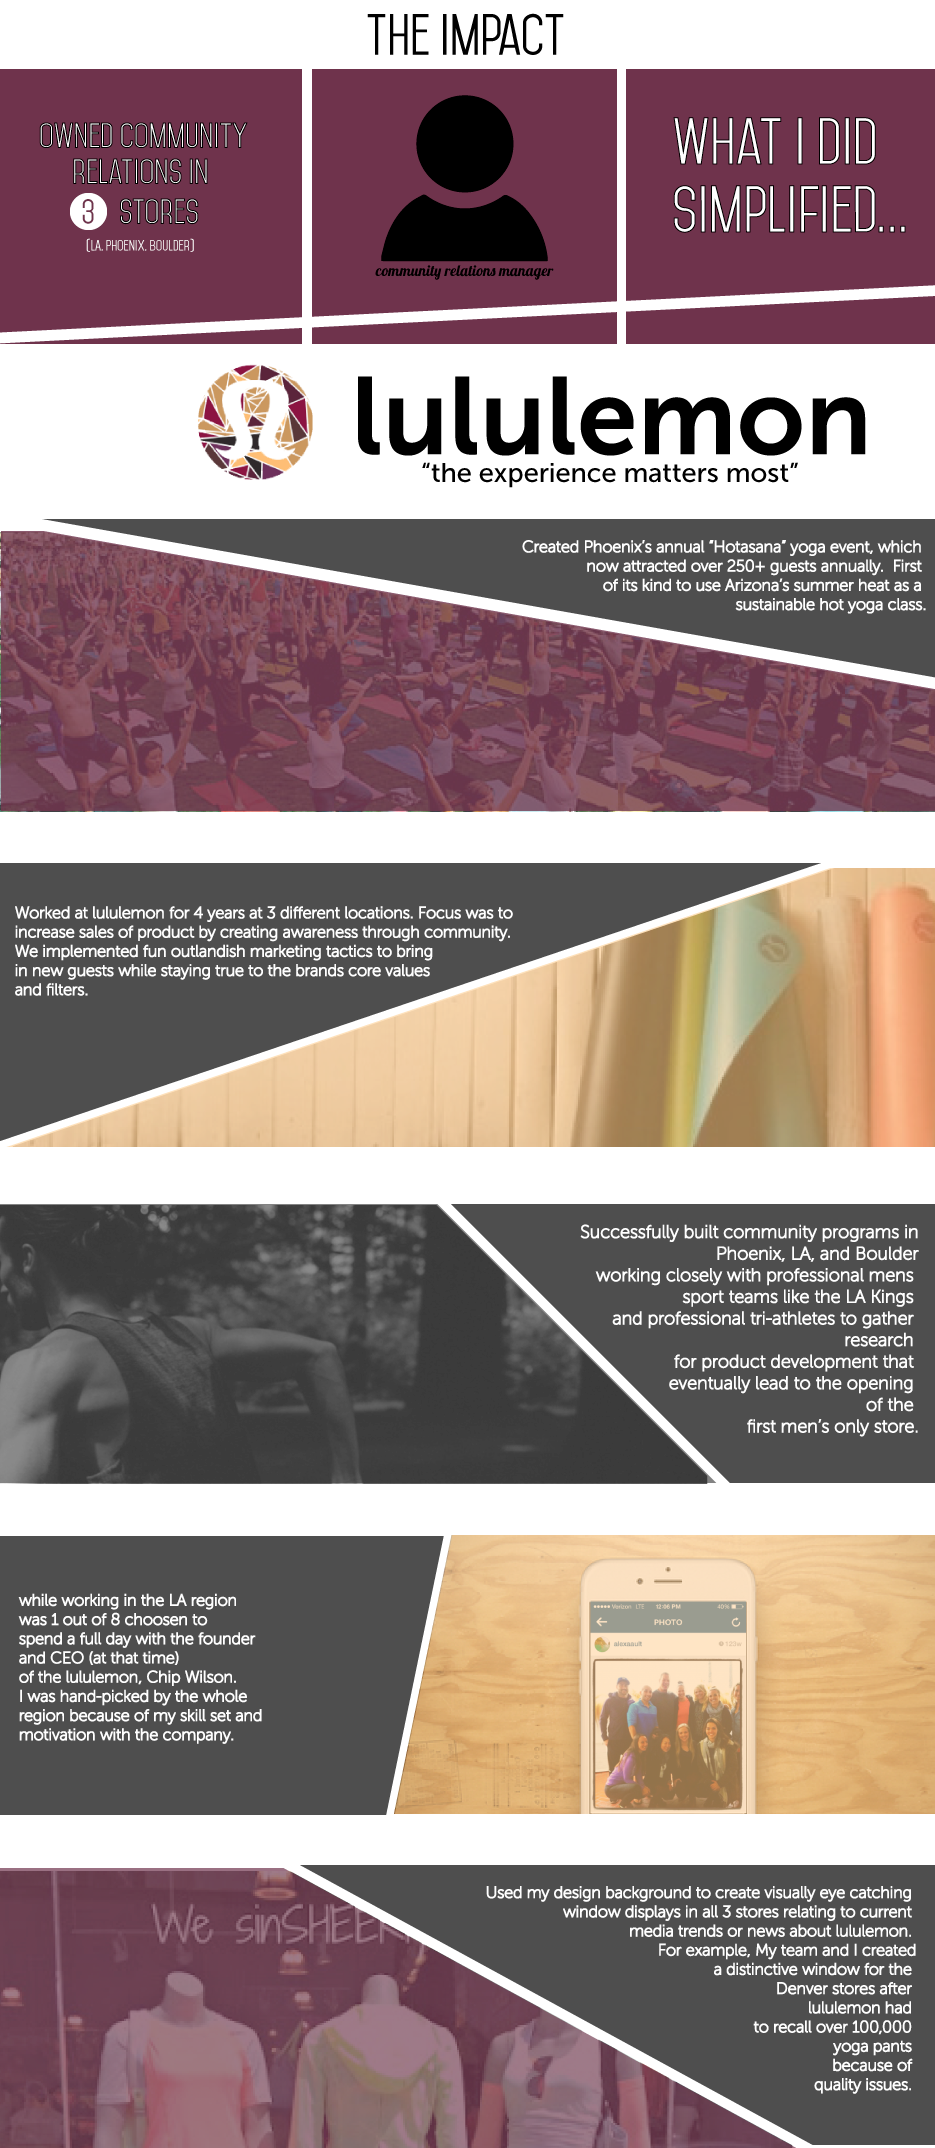 THE IMPACT
OWNED COMMUNITY
RELATIONS IN
3 STORES
(LA, PHOENIX, BOULDER)
community relations manager
WHAT I DID
SIMPLIFIED...
lululemon
“the experience matters most”
Created Phoenix's annual "Hotasana" yoga event, which
now attracted over 250+ guests annually. First
of its kind to use Arizona's summer heat as a
sustainable hot yoga class.
Worked at lululemon for 4 years at 3 different locations. Focus was to
increase sales of product by creating awareness through community.
We implemented fun outlandish marketing tactics to bring
in new guests while staying true to the brands core values
and filters.
Successfully built community programs in
Phoenix, LA, and Boulder
working closely with professional mens
sport teams like the LA Kings
and professional tri-athletes to gather
research
for product development that
eventually lead to the opening
of the
first men's only store.
while working in the LA region
was 1 out of 8 choosen to
spend a full day with the founder
and CEO (at that time)
of the lululemon, Chip Wilson.
I was hand-picked by the whole
region because of my skill set and
motivation with the company.
Verizon LTE 12:06 PM 40%
PHOTO
alexaault 123w
We sinSHEER
Used my design background to create visually eye catching
window displays in all 3 stores relating to current
media trends or news about lululemon.
For example, My team and I created
a distinctive window for the
Denver stores after
lululemon had
to recall over 100,000
yoga pants
because of
quality issues.